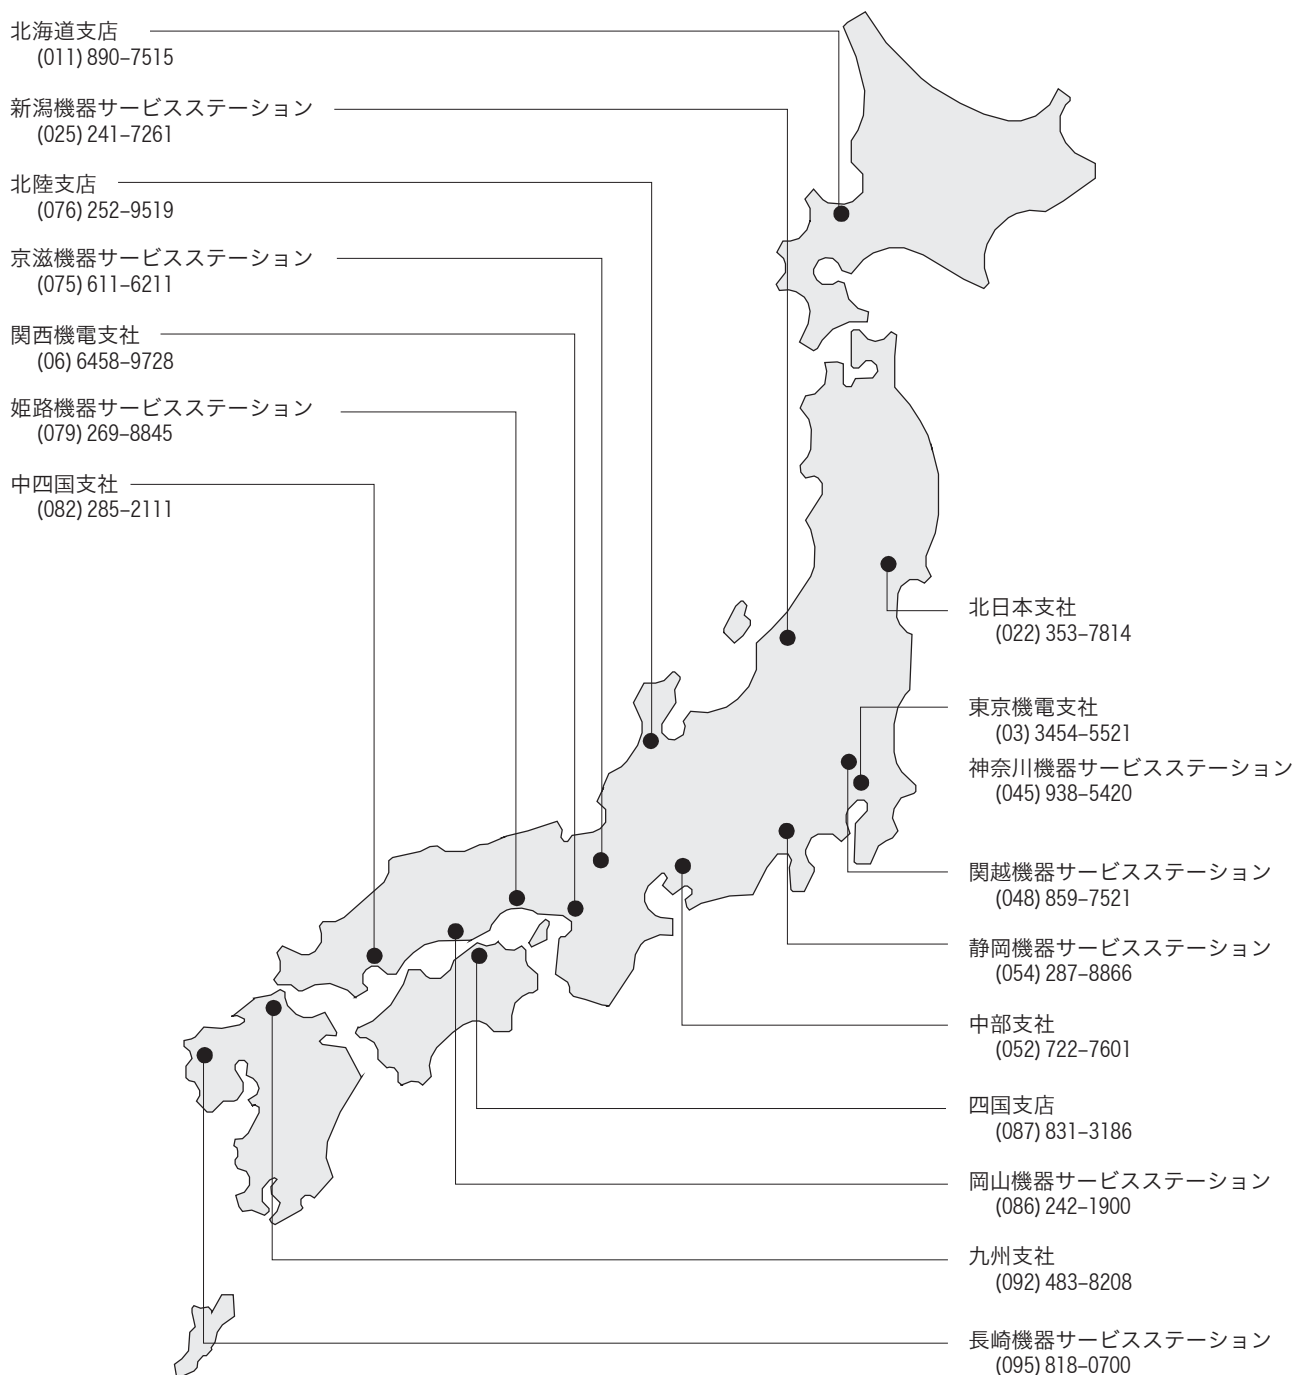 北海道支店
(011) 890–7515
新潟機器サービスステーション
(025) 241–7261
北陸支店
(076) 252–9519
京滋機器サービスステーション
(075) 611–6211
関西機電支社
(06) 6458–9728
姫路機器サービスステーション
(079) 269–8845
中四国支社
(082) 285–2111
北日本支社
(022) 353–7814
東京機電支社
(03) 3454–5521
神奈川機器サービスステーション
(045) 938–5420
関越機器サービスステーション
(048) 859–7521
静岡機器サービスステーション
(054) 287–8866
中部支社
(052) 722–7601
四国支店
(087) 831–3186
岡山機器サービスステーション
(086) 242–1900
九州支社
(092) 483–8208
長崎機器サービスステーション
(095) 818–0700